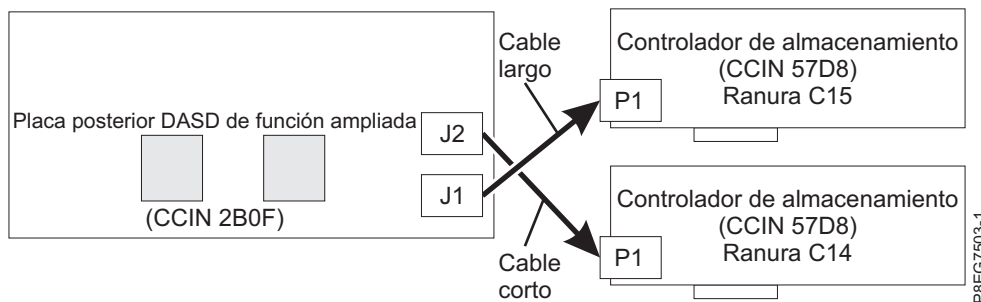 Placa posterior DASD de función ampliada
(CCIN 2B0F)
J2
J1
Cable
largo
Cable
corto
Controlador de almacenamiento
(CCIN 57D8)
Ranura C15
P1
Controlador de almacenamiento
(CCIN 57D8)
Ranura C14
P1
P8EG7503-1